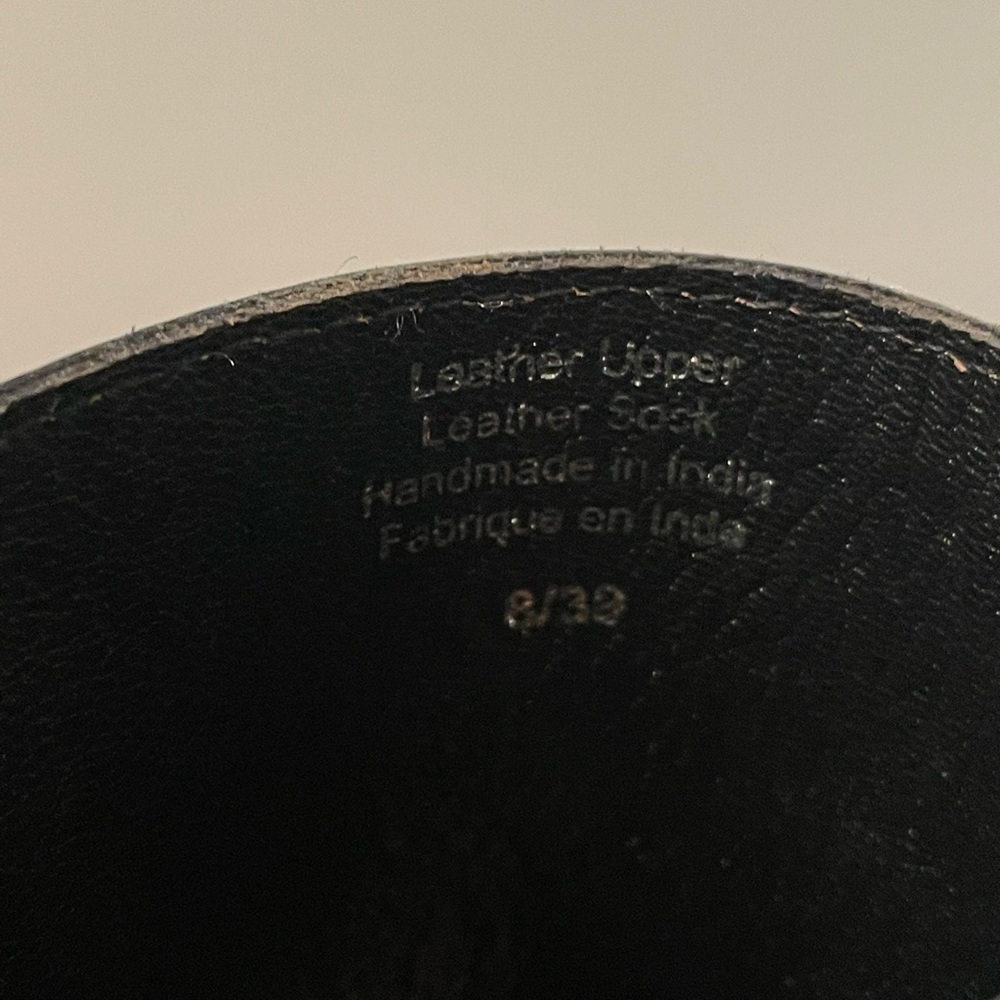 Leather Upper
Leather Sock
Handmade in India
Fabrique en Inde
8/39